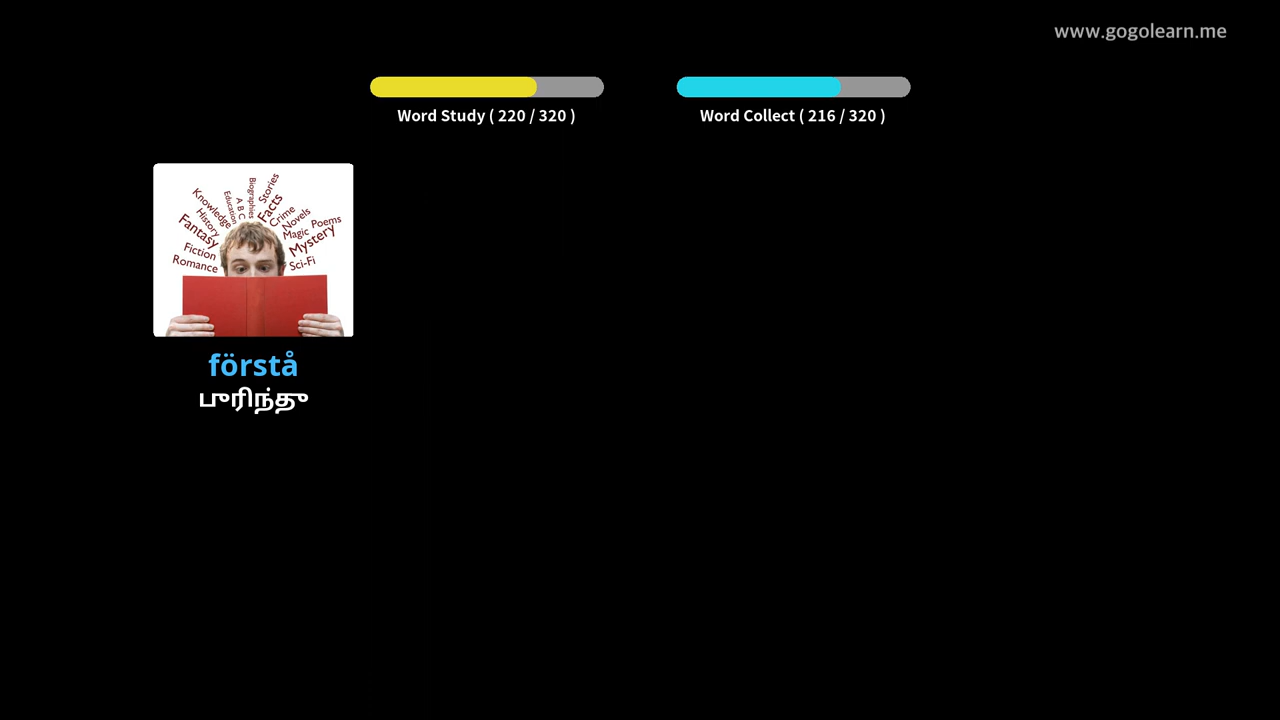 www.gogolearn.me
Word Study ( 220 / 320 )
Word Collect ( 216 / 320 )
Knowledge
History
Fantasy
Fiction
Romance
Education
A B C
Biographies
Stories
Facts
Crime
Novels
Magic
Poems
Mystery
Sci-Fi
förstå
புரிந்து